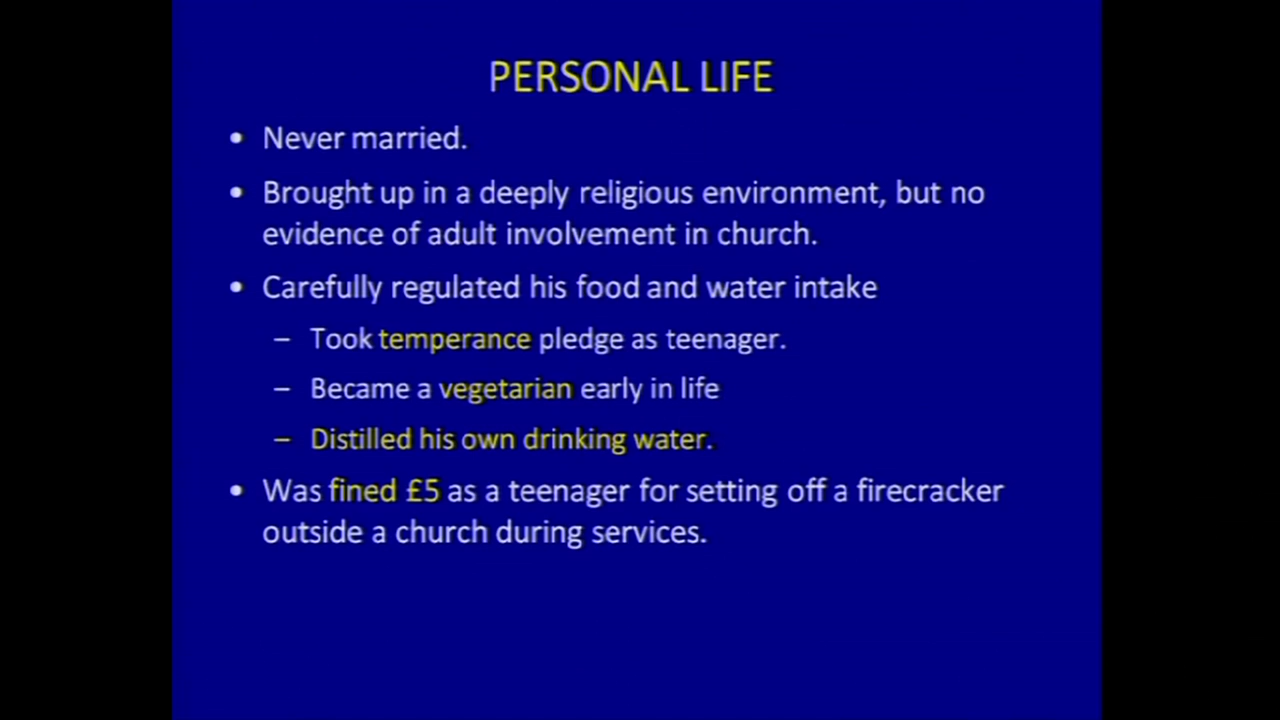 PERSONAL LIFE
• Never married.
• Brought up in a deeply religious environment, but no
evidence of adult involvement in church.
• Carefully regulated his food and water intake
– Took temperance pledge as teenager.
– Became a vegetarian early in life
– Distilled his own drinking water.
• Was fined £5 as a teenager for setting off a firecracker
outside a church during services.